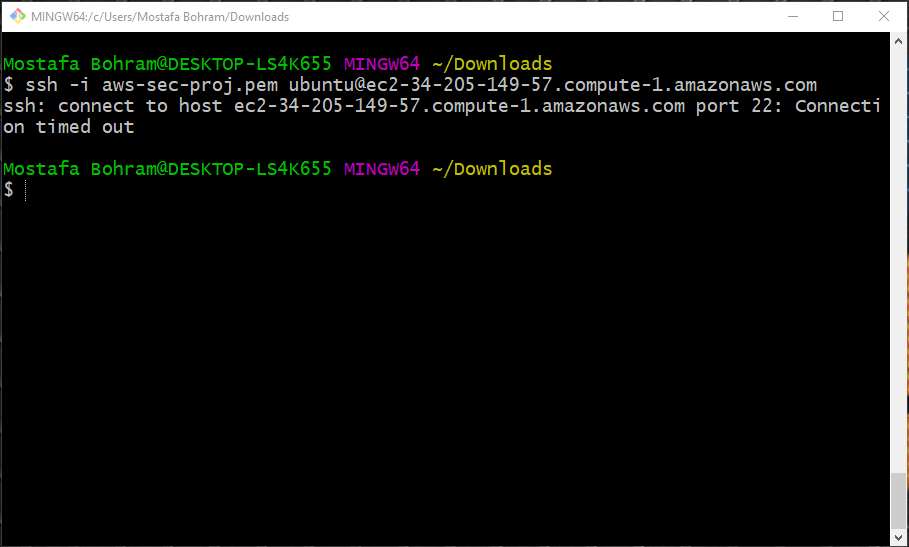 MINGW64:/c/Users/Mostafa Bohram/Downloads
Mostafa Bohram@DESKTOP-LS4K655 MINGW64 ~/Downloads
$ ssh -i aws-sec-proj.pem ubuntu@ec2-34-205-149-57.compute-1.amazonaws.com
ssh: connect to host ec2-34-205-149-57.compute-1.amazonaws.com port 22: Connecti
on timed out
Mostafa Bohram@DESKTOP-LS4K655 MINGW64 ~/Downloads
$